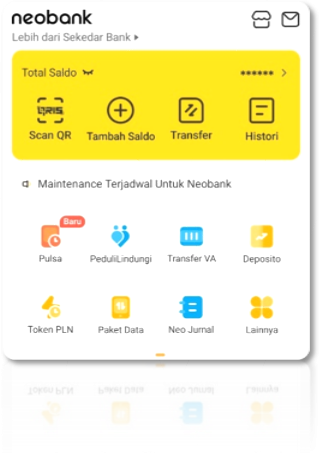 neobank
Lebih dari Sekedar Bank
Total Saldo
******
QRIS
Scan QR
Tambah Saldo
Transfer
Histori
Maintenance Terjadwal Untuk Neobank
Baru
Pulsa
PeduliLindungi
Transfer VA
Deposito
Token PLN
Paket Data
Neo Jurnal
Lainnya